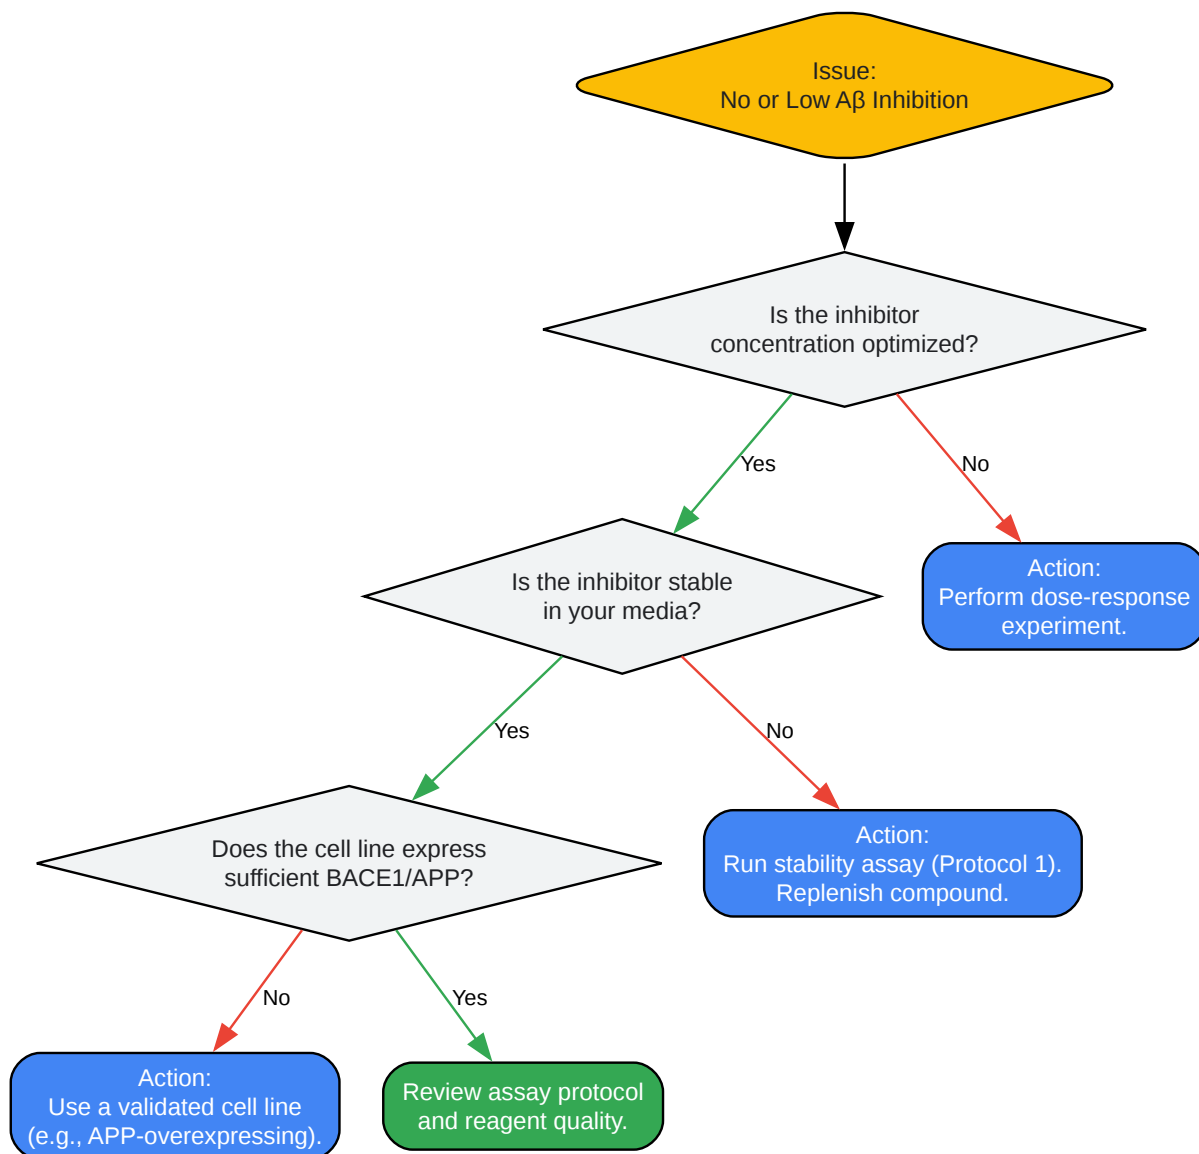 Issue:
No or Low Aβ Inhibition
Is the inhibitor
concentration optimized?
Yes
No
Is the inhibitor stable
in your media?
Action:
Perform dose-response
experiment.
Yes
No
Does the cell line express
sufficient BACE1/APP?
Action:
Run stability assay (Protocol 1).
Replenish compound.
No
Yes
Action:
Use a validated cell line
(e.g., APP-overexpressing).
Review assay protocol
and reagent quality.